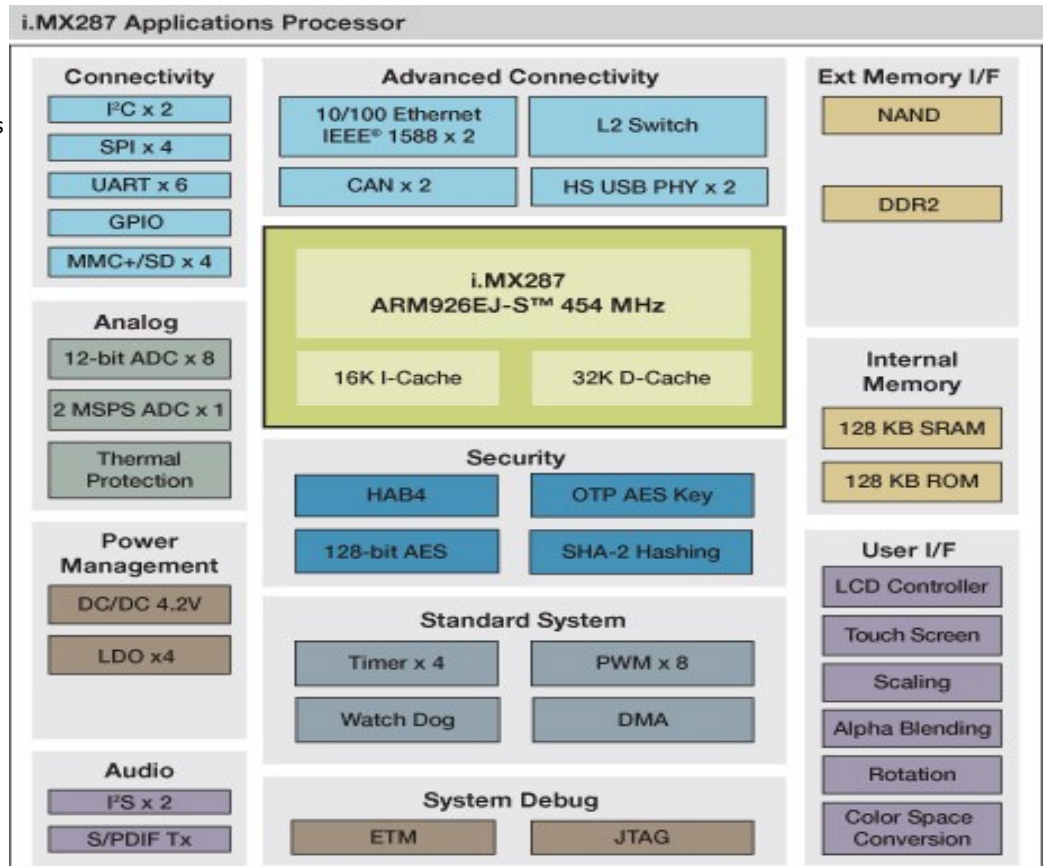 i.MX287 Applications Processor
s
Connectivity
I²C x 2
SPI x 4
UART x 6
GPIO
MMC+/SD x 4
Analog
12-bit ADC x 8
2 MSPS ADC x 1
Thermal
Protection
Power
Management
DC/DC 4.2V
LDO x4
Audio
I²S x 2
S/PDIF Tx
Advanced Connectivity
10/100 Ethernet
IEEE® 1588 x 2
L2 Switch
CAN x 2
HS USB PHY x 2
i.MX287
ARM926EJ-S™ 454 MHz
16K I-Cache
32K D-Cache
Security
HAB4
OTP AES Key
128-bit AES
SHA-2 Hashing
Standard System
Timer x 4
PWM x 8
Watch Dog
DMA
System Debug
ETM
JTAG
Ext Memory I/F
NAND
DDR2
Internal
Memory
128 KB SRAM
128 KB ROM
User I/F
LCD Controller
Touch Screen
Scaling
Alpha Blending
Rotation
Color Space
Conversion